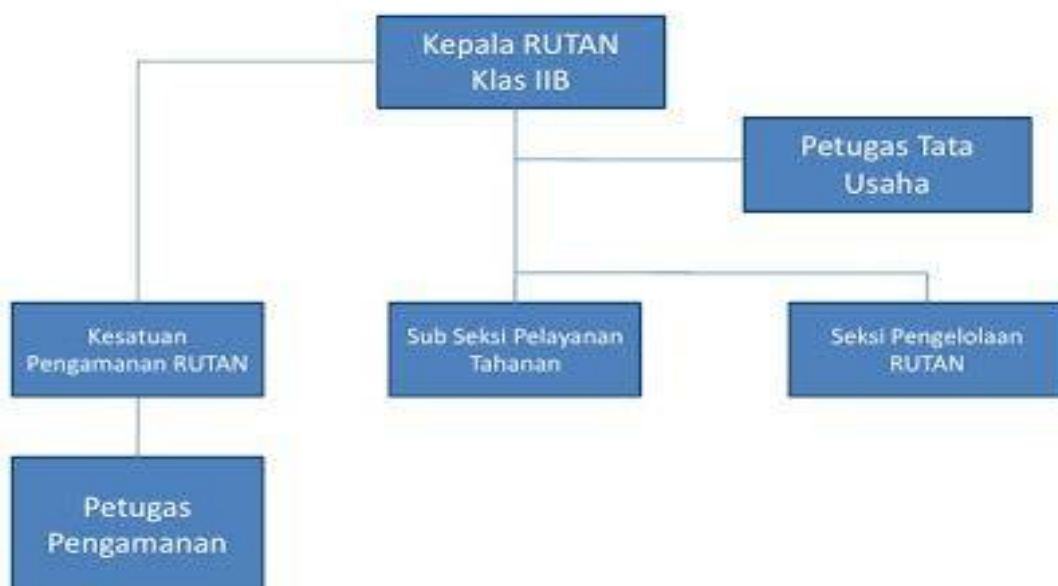 Kepala RUTAN
Klas IIB
Petugas Tata
Usaha
Kesatuan
Pengamanan RUTAN
Sub Seksi Pelayanan
Tahanan
Seksi Pengelolaan
RUTAN
Petugas
Pengamanan